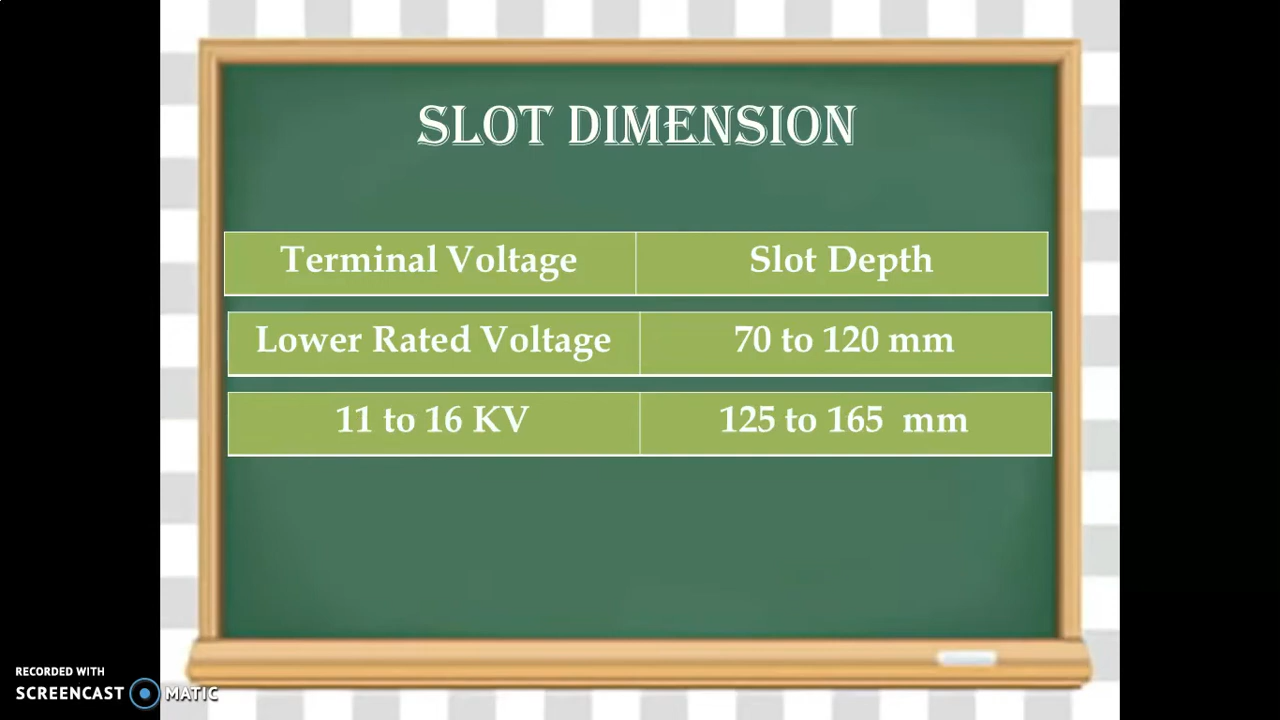 SLOT DIMENSION
Terminal Voltage Slot Depth
Lower Rated Voltage 70 to 120 mm
11 to 16 KV 125 to 165 mm
RECORDED WITH
SCREENCAST MATIC